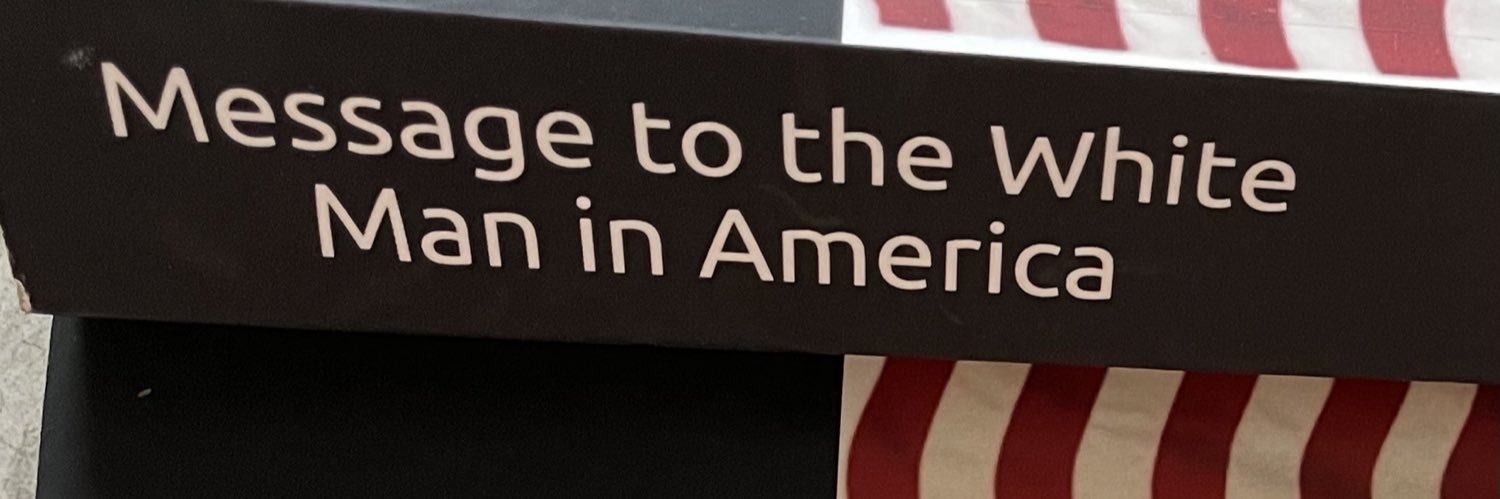 Message to the White
Man in America